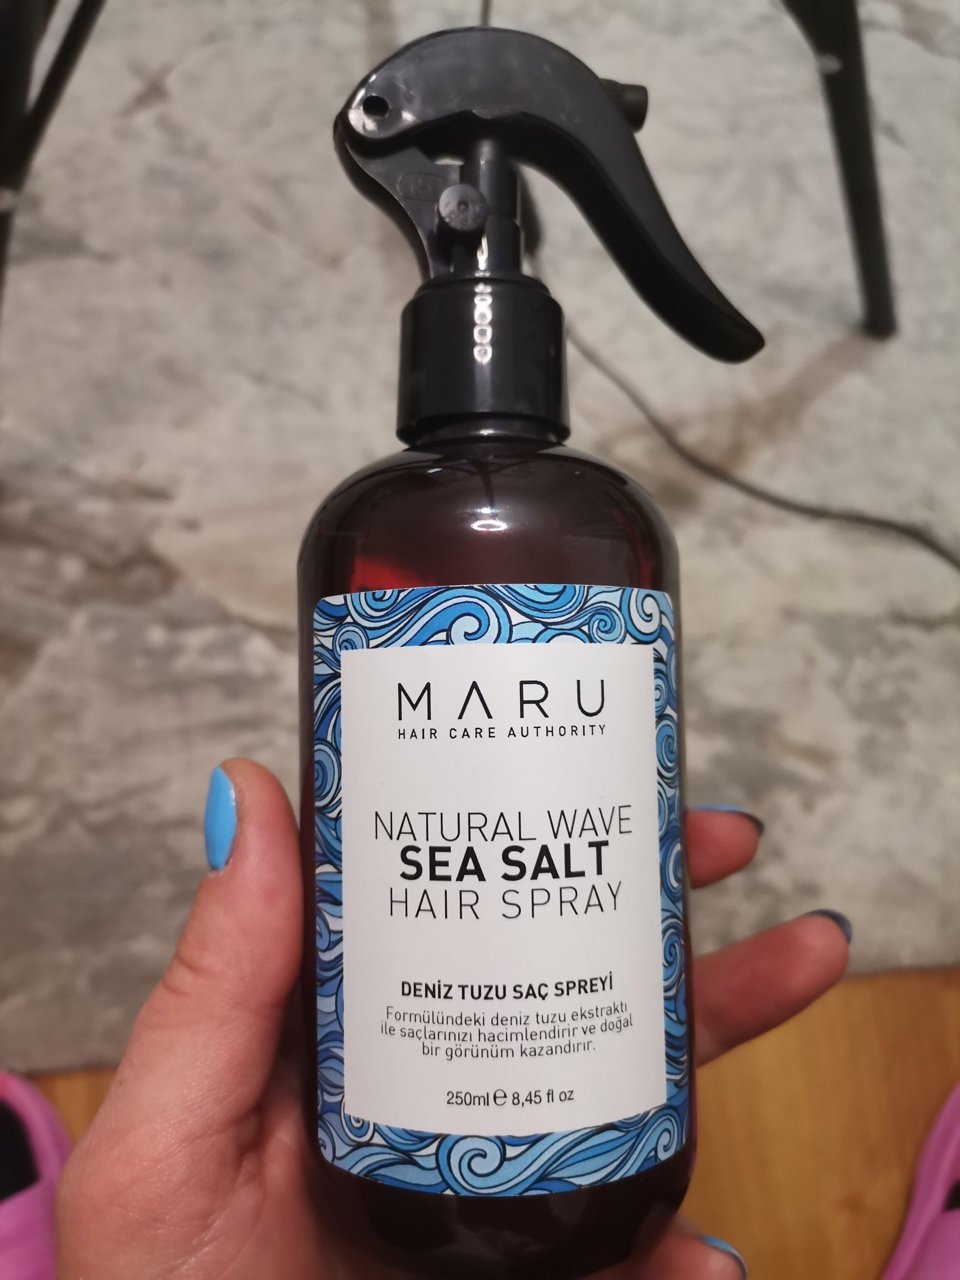 MARU
HAIR CARE AUTHORITY
NATURAL WAVE
SEA SALT
HAIR SPRAY
DENİZ TUZU SAÇ SPREYİ
Formülündeki deniz tuzu ekstraktı
ile saçlarınızı hacimlendirir ve doğal
bir görünüm kazandırır.
250ml ℮ 8,45 fl oz